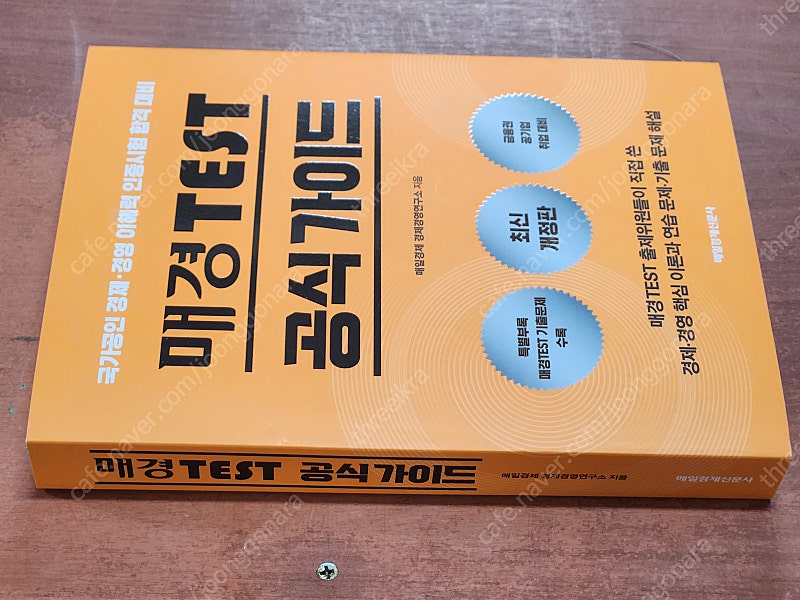 국가공인 경제·경영 이해력 인증시험 합격 대비
매경TEST
공식가이드
매일경제 경제경영연구소 지음
특별부록
매경TEST 기출문제
수록
최신
개정판
금융권
공기업
취업 대비
매경TEST 출제위원들이 직접 쓴
경제·경영 핵심 이론과 연습 문제·기출 문제 해설
매일경제신문사
매경TEST 공식가이드
매일경제 경제경영연구소 지음
매일경제신문사
cafe.naver.com/joonggonara
threekra